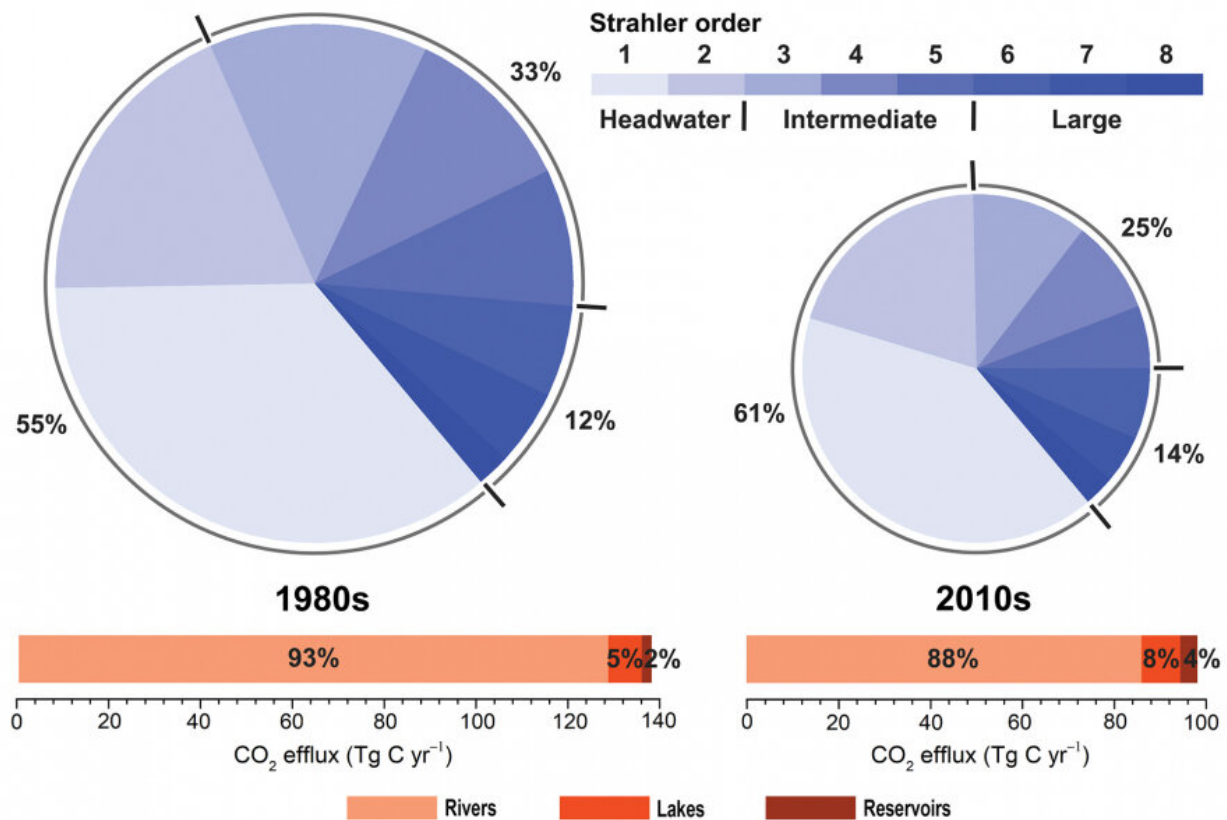 Strahler order
1 2 3 4 5 6 7 8
Headwater Intermediate Large
33%
55%
12%
25%
61%
14%
1980s
93% 5% 2%
0 20 40 60 80 100 120 140
CO₂ efflux (Tg C yr⁻¹)
2010s
88% 8% 4%
0 20 40 60 80 100
CO₂ efflux (Tg C yr⁻¹)
Rivers Lakes Reservoirs